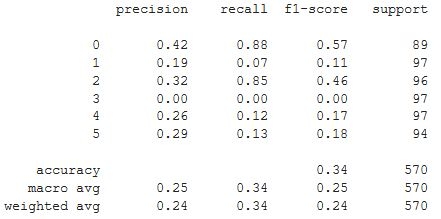 precision recall f1-score support
0 0.42 0.88 0.57 89
1 0.19 0.07 0.11 97
2 0.32 0.85 0.46 96
3 0.00 0.00 0.00 97
4 0.26 0.12 0.17 97
5 0.29 0.13 0.18 94
accuracy 0.34 570
macro avg 0.25 0.34 0.25 570
weighted avg 0.24 0.34 0.24 570